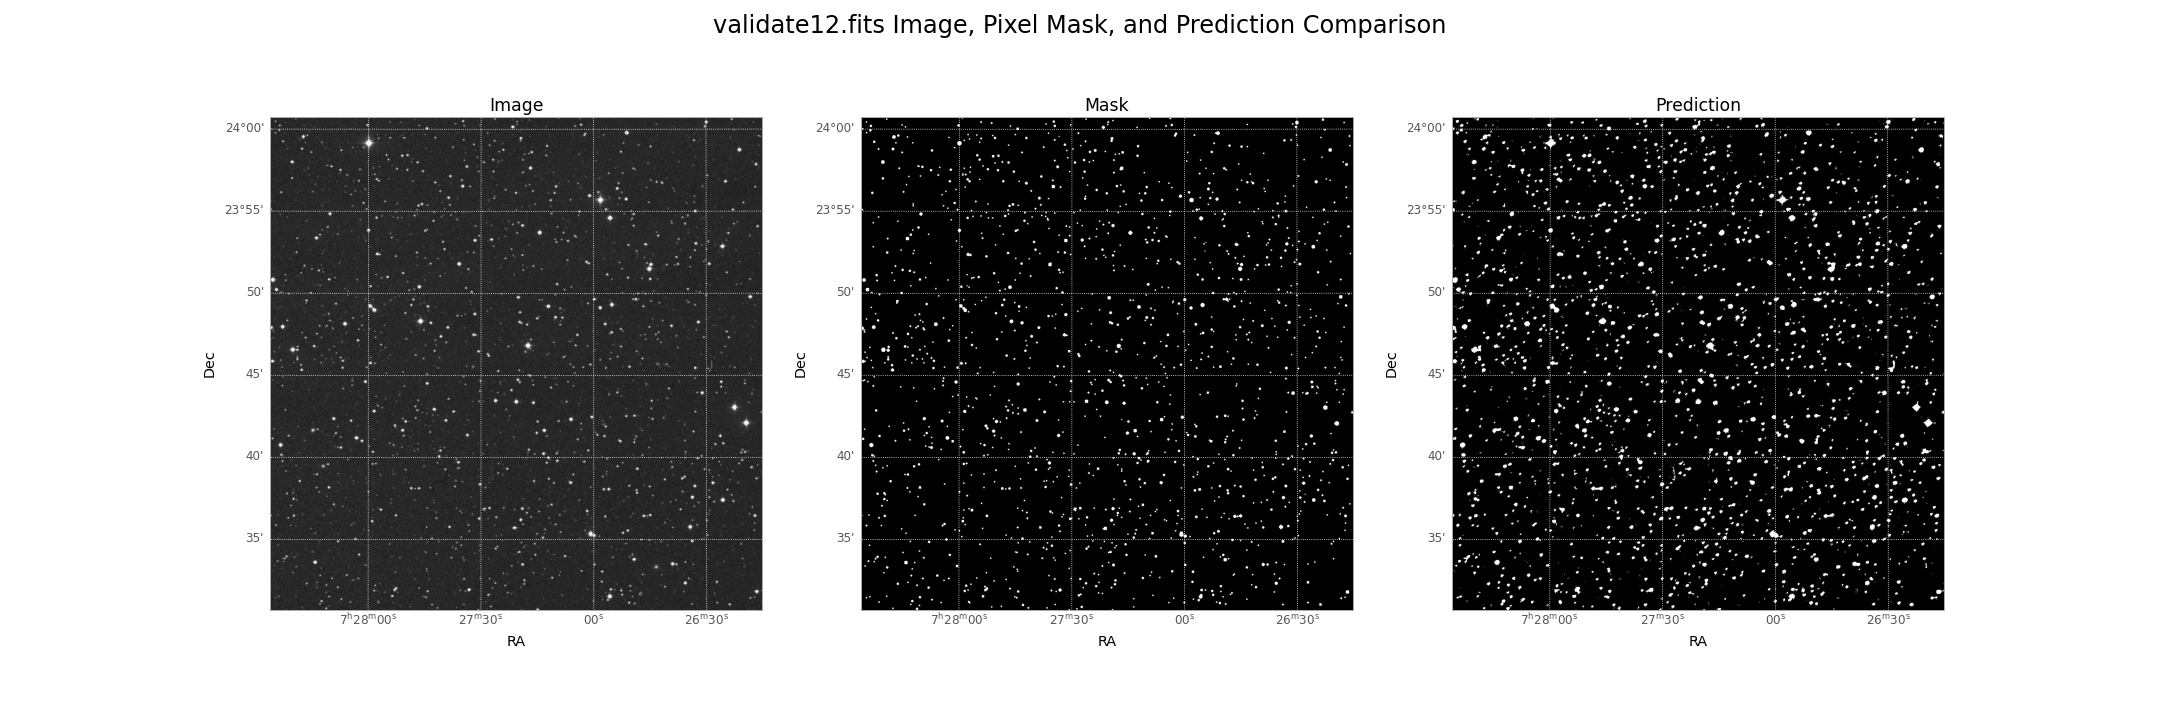 validate12.fits Image, Pixel Mask, and Prediction Comparison
Image
24°00'
23°55'
50'
45'
40'
35'
Dec
7ʰ28ᵐ00ˢ 27ᵐ30ˢ 00ˢ 26ᵐ30ˢ
RA
Mask
24°00'
23°55'
50'
45'
40'
35'
Dec
7ʰ28ᵐ00ˢ 27ᵐ30ˢ 00ˢ 26ᵐ30ˢ
RA
Prediction
24°00'
23°55'
50'
45'
40'
35'
Dec
7ʰ28ᵐ00ˢ 27ᵐ30ˢ 00ˢ 26ᵐ30ˢ
RA